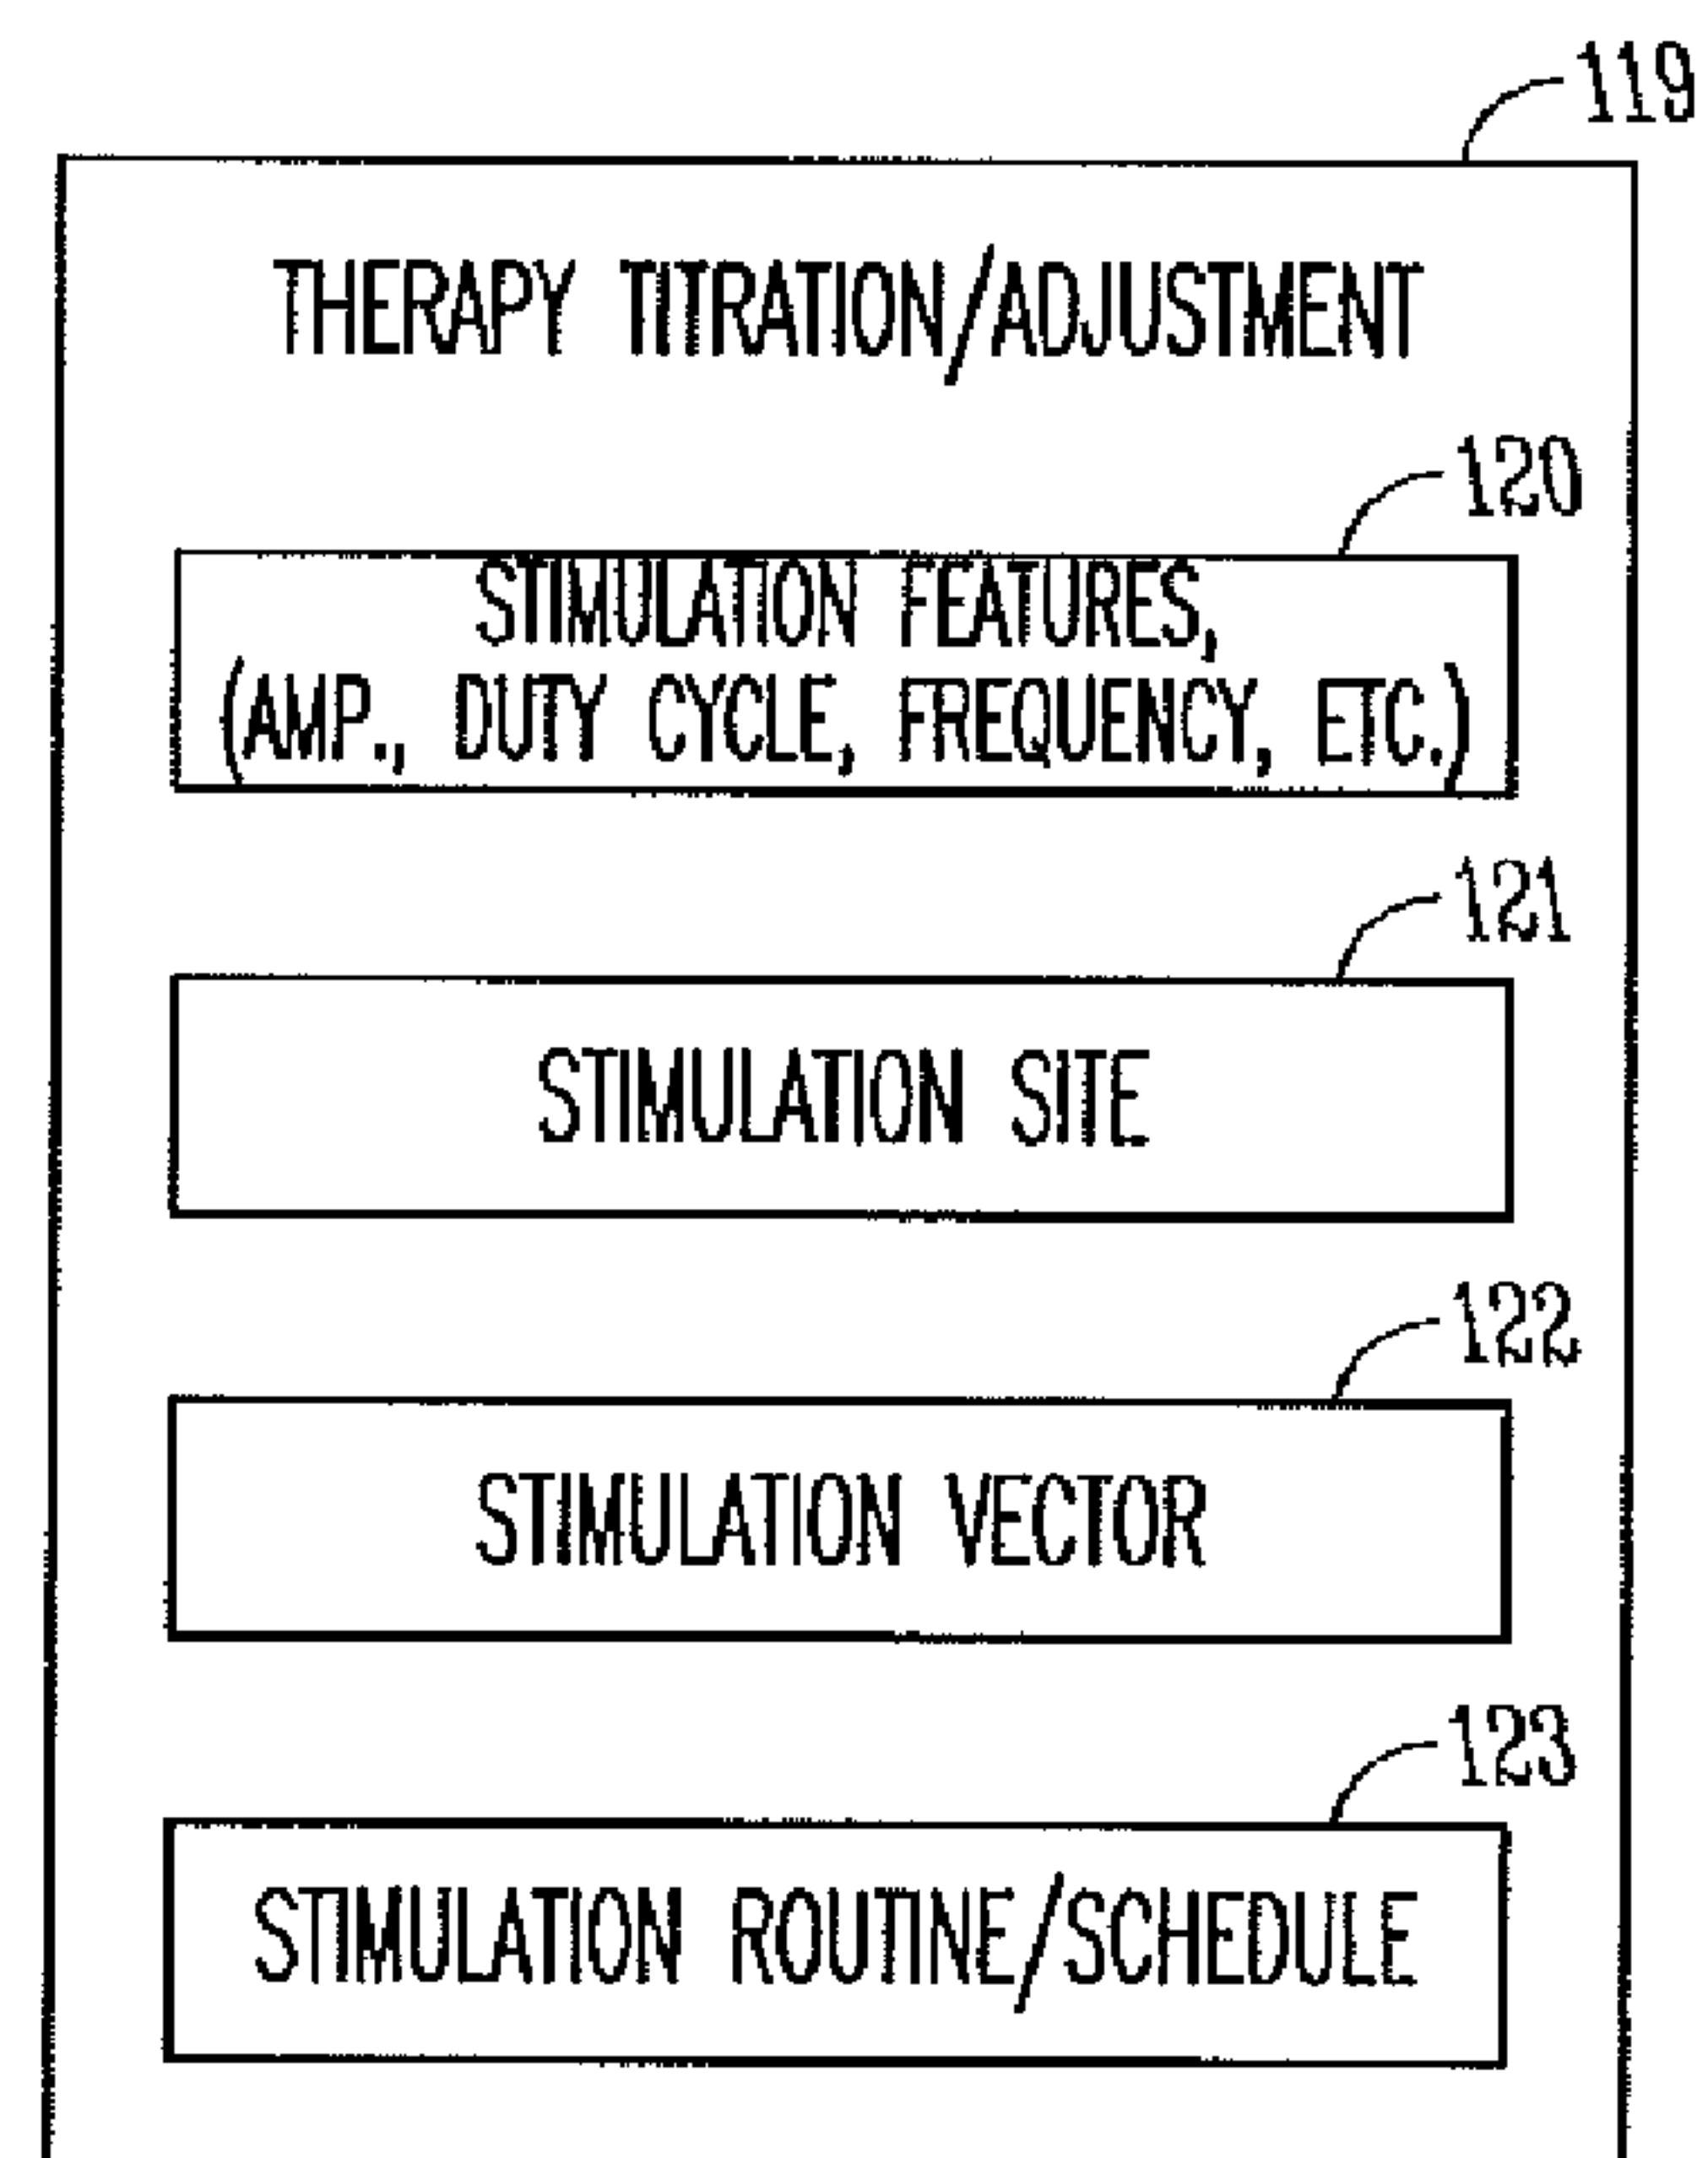 119
THERAPY TITRATION/ADJUSTMENT
120
STIMULATION FEATURES,
(AMP., DUTY CYCLE, FREQUENCY, ETC.)
121
STIMULATION SITE
122
STIMULATION VECTOR
123
STIMULATION ROUTINE/SCHEDULE